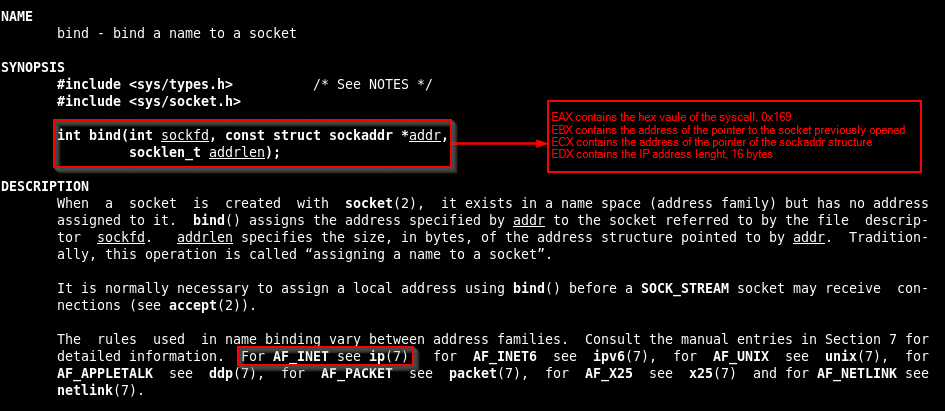 NAME
bind - bind a name to a socket
SYNOPSIS
#include <sys/types.h> /* See NOTES */
#include <sys/socket.h>
int bind(int sockfd, const struct sockaddr *addr,
socklen_t addrlen);
EAX contains the hex vaule of the syscall, 0x169
EBX contains the address of the pointer to the socket previously opened
ECX contains the address of the pointer of the sockaddr structure
EDX contains the IP address lenght, 16 bytes
DESCRIPTION
When a socket is created with socket(2), it exists in a name space (address family) but has no address
assigned to it. bind() assigns the address specified by addr to the socket referred to by the file descrip-
tor sockfd. addrlen specifies the size, in bytes, of the address structure pointed to by addr. Tradition-
ally, this operation is called “assigning a name to a socket”.
It is normally necessary to assign a local address using bind() before a SOCK_STREAM socket may receive con-
nections (see accept(2)).
The rules used in name binding vary between address families. Consult the manual entries in Section 7 for
detailed information. For AF_INET see ip(7) for AF_INET6 see ipv6(7), for AF_UNIX see unix(7), for
AF_APPLETALK see ddp(7), for AF_PACKET see packet(7), for AF_X25 see x25(7) and for AF_NETLINK see
netlink(7).